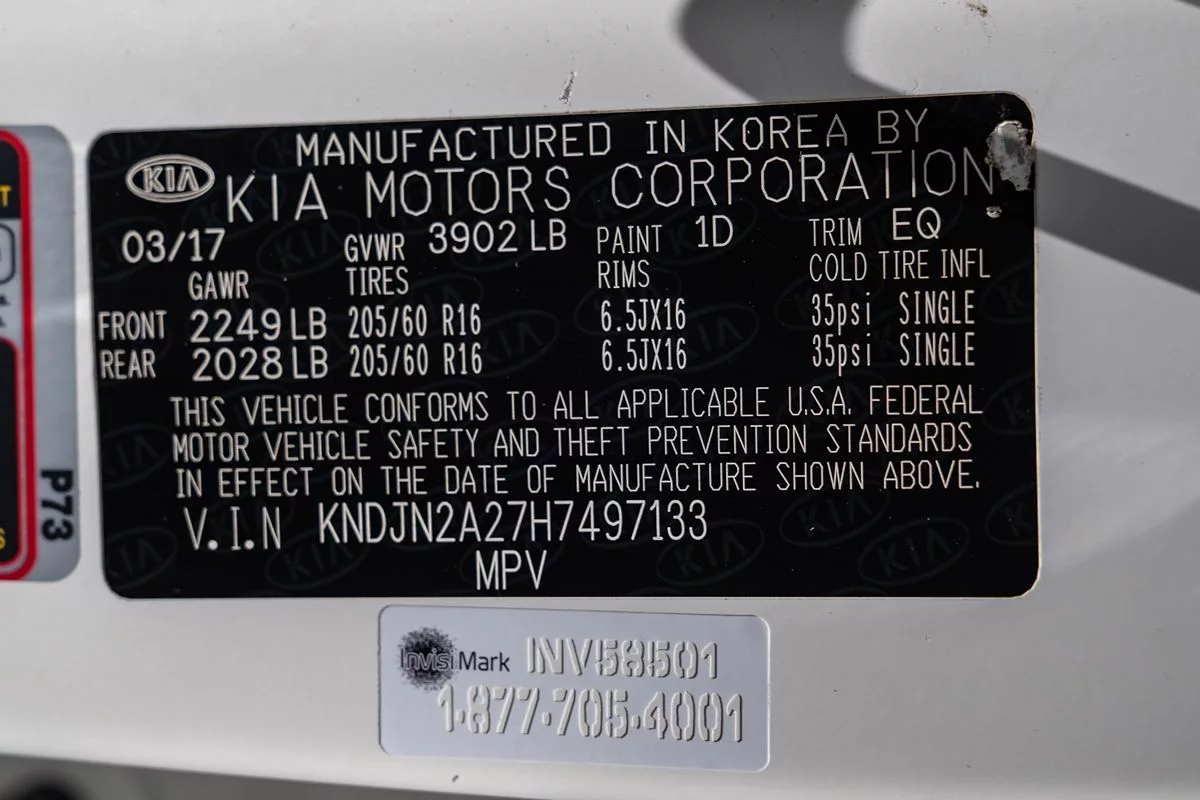 MANUFACTURED IN KOREA BY
KIA KIA MOTORS CORPORATION
03/17 GVWR 3902 LB PAINT 1D TRIM EQ
GAWR TIRES RIMS COLD TIRE INFL
FRONT 2249 LB 205/60 R16 6.5JX16 35psi SINGLE
REAR 2028 LB 205/60 R16 6.5JX16 35psi SINGLE
THIS VEHICLE CONFORMS TO ALL APPLICABLE U.S.A. FEDERAL
MOTOR VEHICLE SAFETY AND THEFT PREVENTION STANDARDS
IN EFFECT ON THE DATE OF MANUFACTURE SHOWN ABOVE.
V.I.N KNDJN2A27H7497133
MPV
P73
InvisiMark INV58501
1-877-705-4001